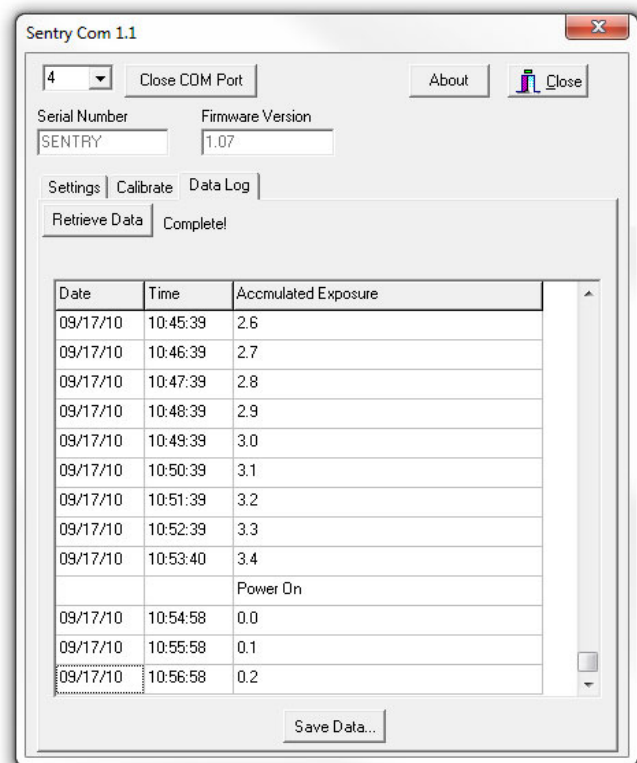 Sentry Com 1.1
4 Close COM Port About Close
Serial Number Firmware Version
SENTRY 1.07
Settings Calibrate Data Log
Retrieve Data Complete!
Date Time Accmulated Exposure
09/17/10 10:45:39 2.6
09/17/10 10:46:39 2.7
09/17/10 10:47:39 2.8
09/17/10 10:48:39 2.9
09/17/10 10:49:39 3.0
09/17/10 10:50:39 3.1
09/17/10 10:51:39 3.2
09/17/10 10:52:39 3.3
09/17/10 10:53:40 3.4
Power On
09/17/10 10:54:58 0.0
09/17/10 10:55:58 0.1
09/17/10 10:56:58 0.2
Save Data...